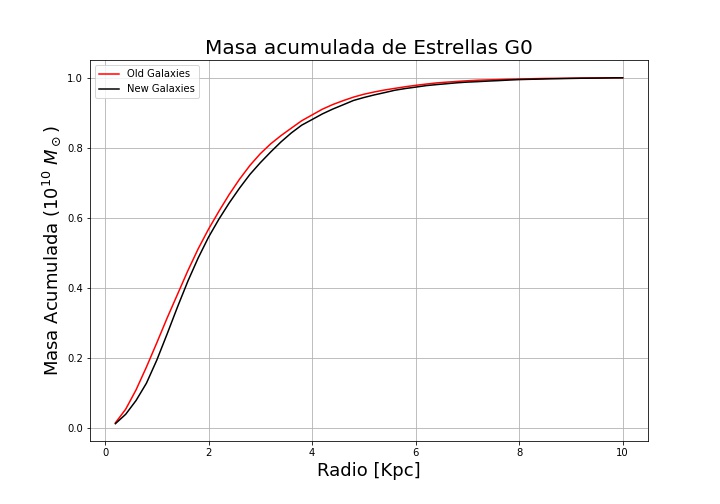 Masa acumulada de Estrellas G0
Old Galaxies
New Galaxies
Masa Acumulada (10¹⁰ M⊙)
1.0
0.8
0.6
0.4
0.2
0.0
0 2 4 6 8 10
Radio [Kpc]